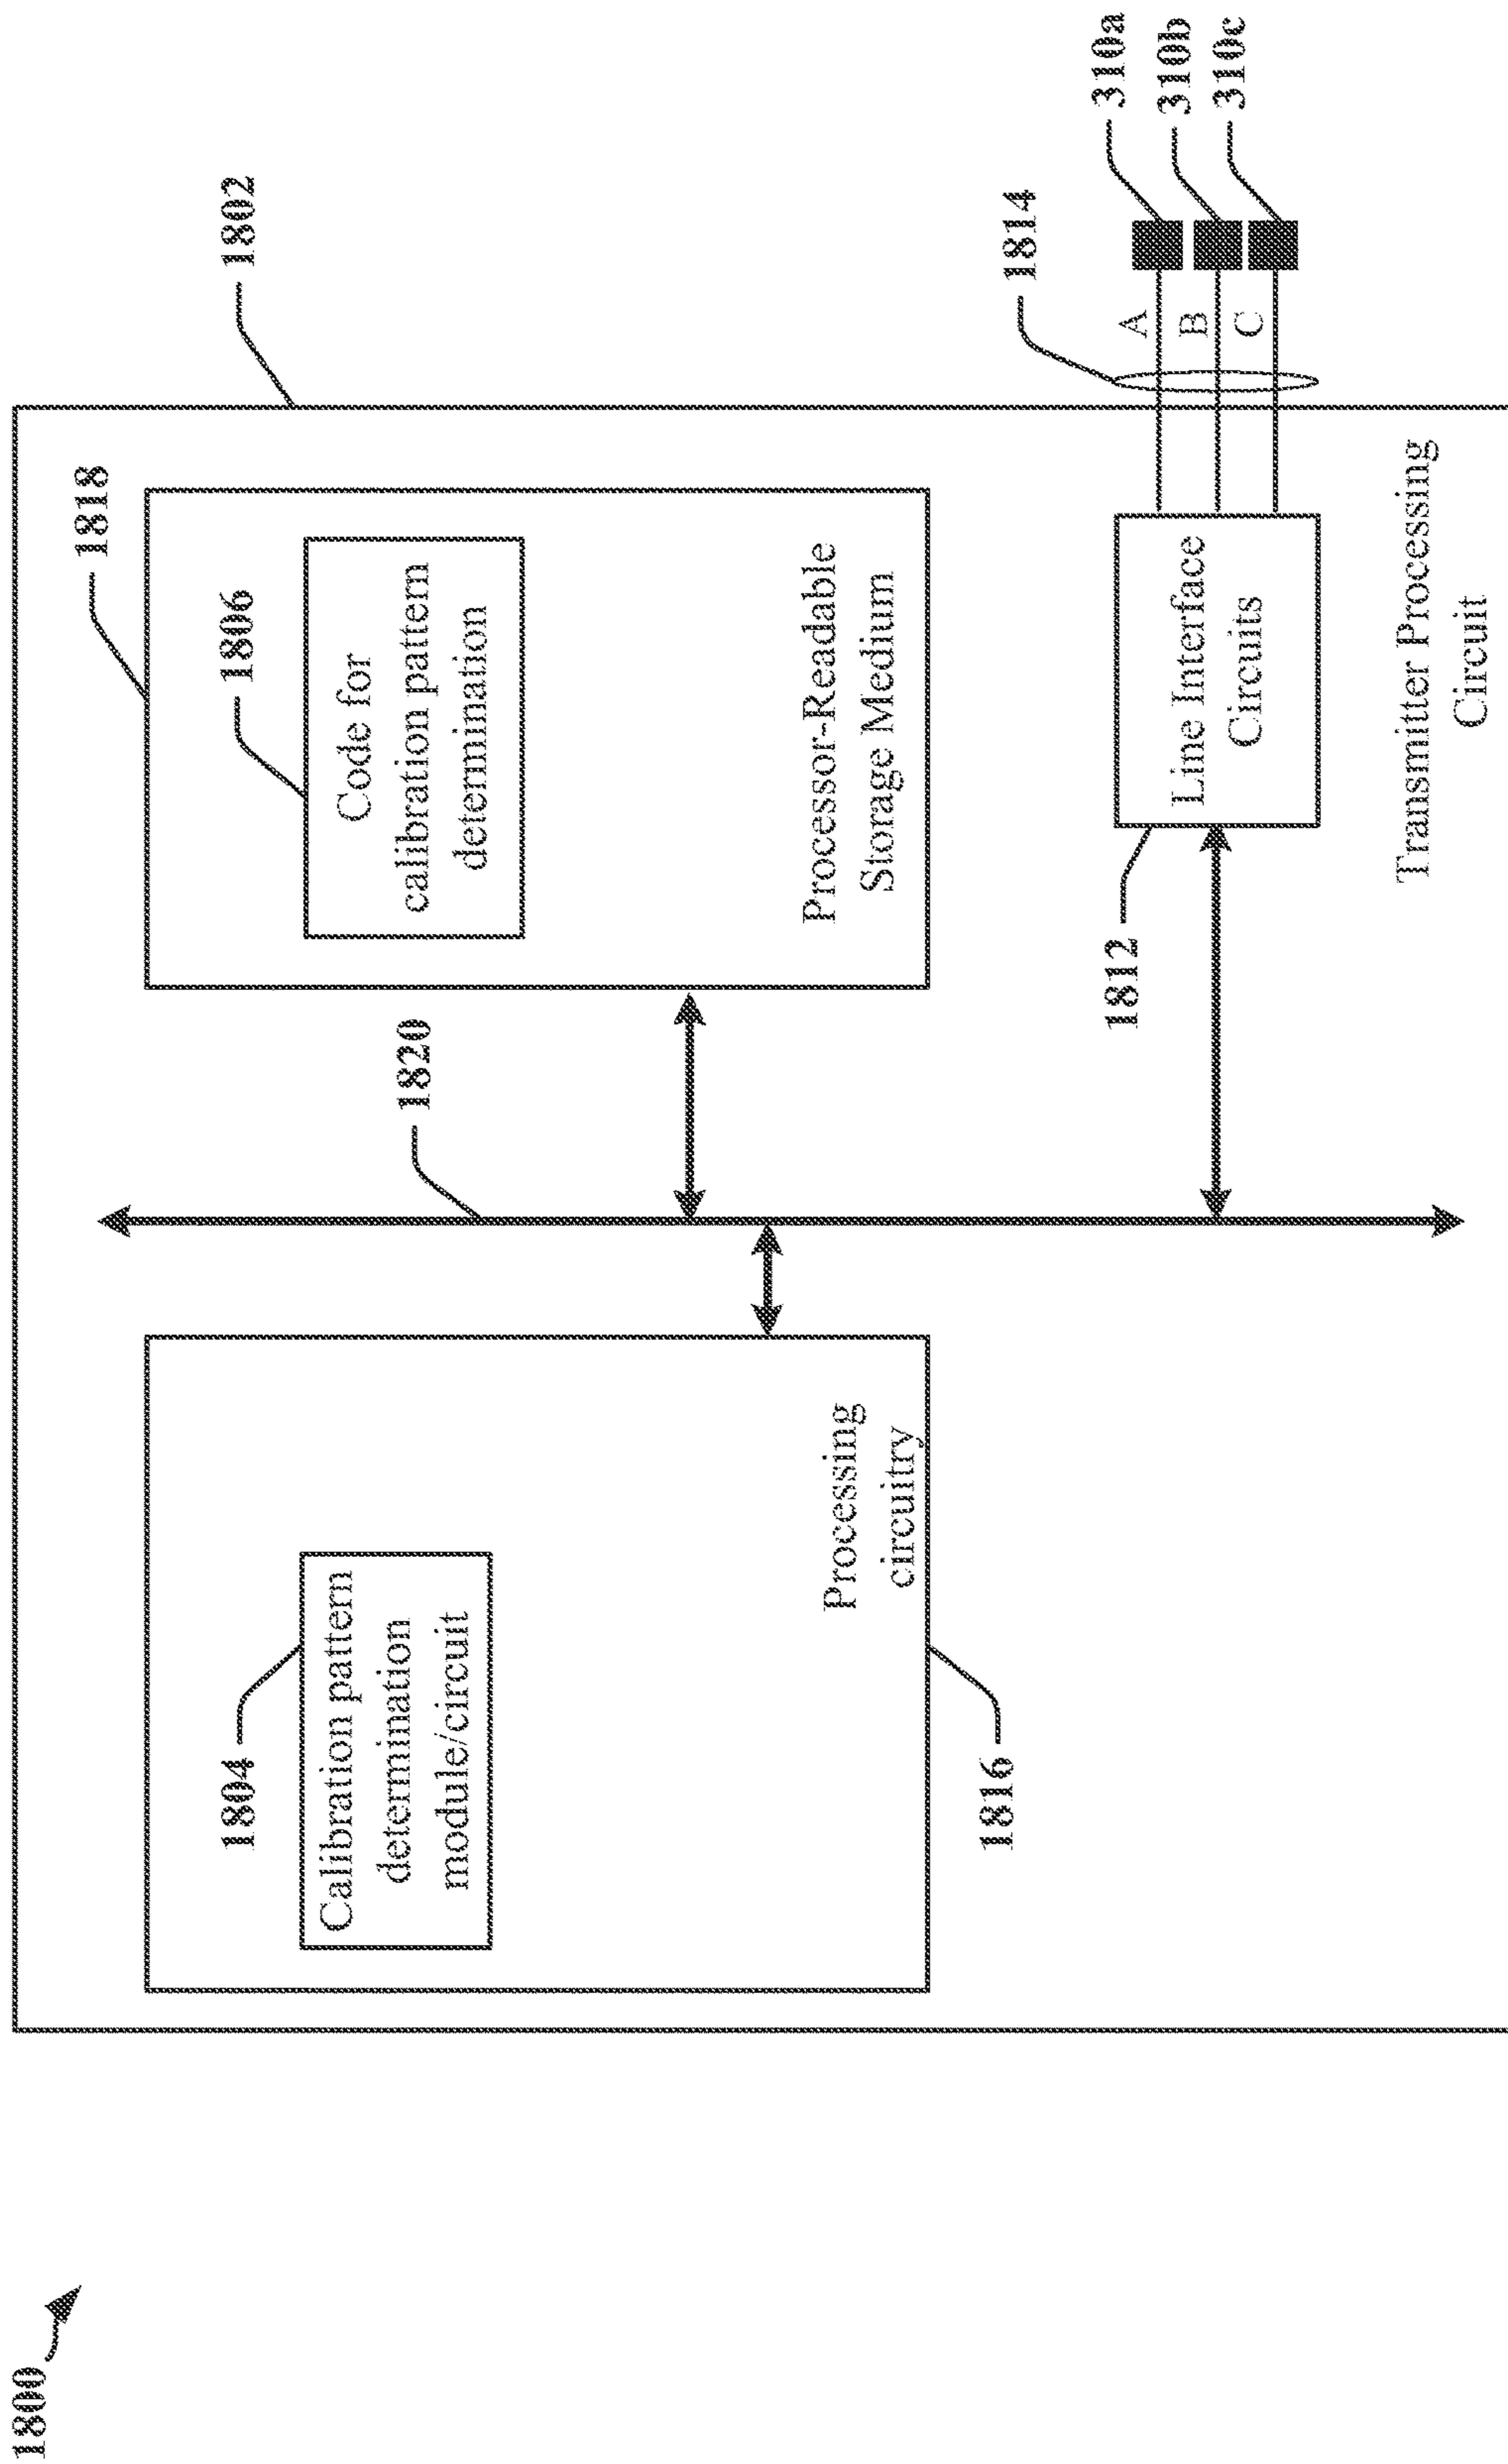 1800
1802
1804
Calibration pattern
determination
module/circuit
Processing
circuitry
1816
1820
1818
1806
Code for
calibration pattern
determination
Processor-Readable
Storage Medium
1812
Line Interface
Circuits
1814
A
B
C
310a
310b
310c
Transmitter Processing
Circuit